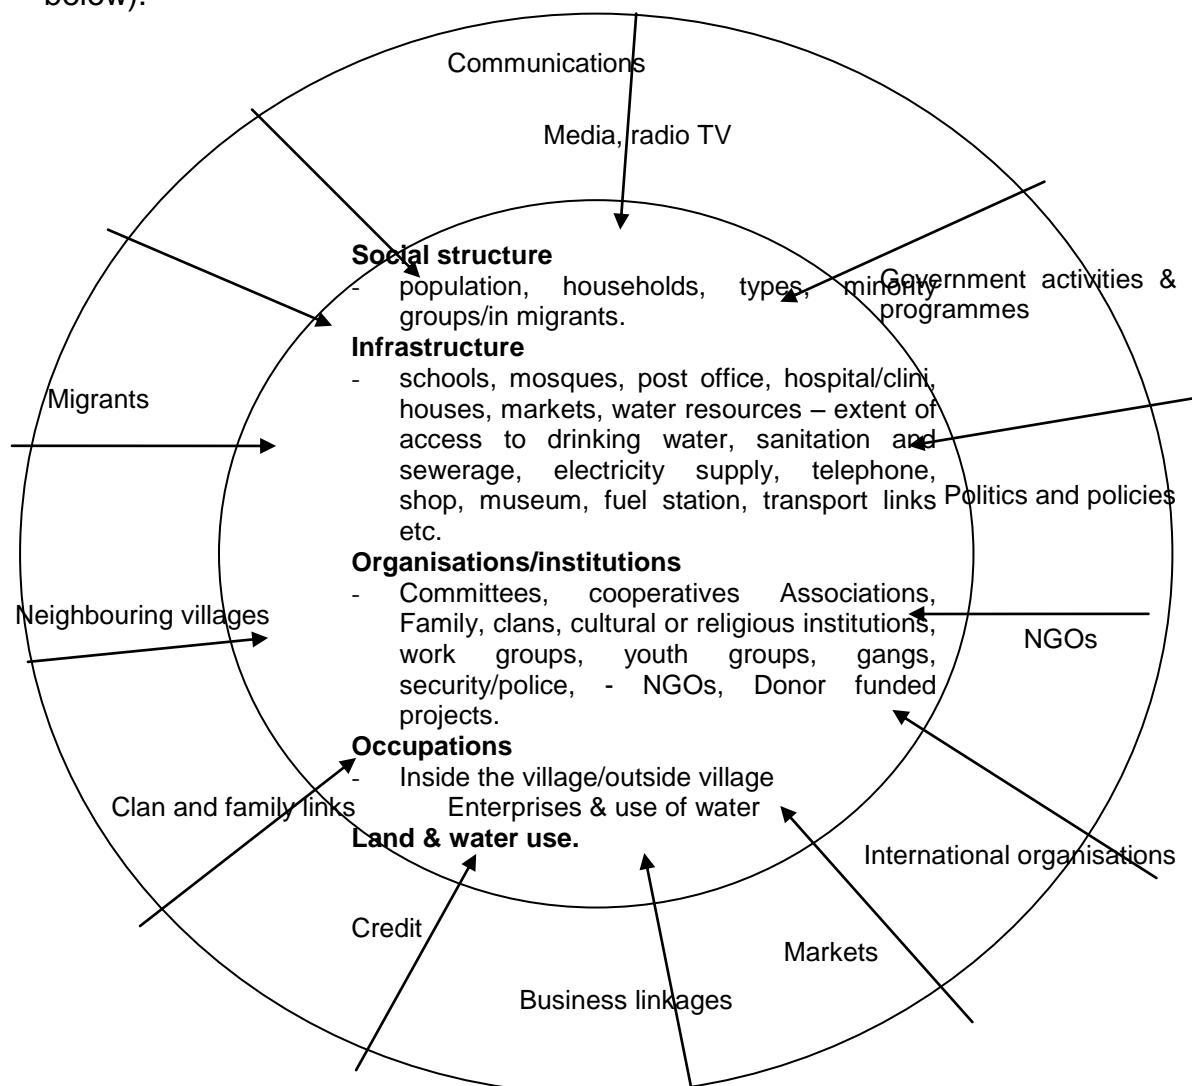 below).
Communications
Media, radio TV
Social structure
- population, households, types, minority
groups/in migrants.
Government activities &
programmes
Infrastructure
- schools, mosques, post office, hospital/clini,
houses, markets, water resources – extent of
access to drinking water, sanitation and
sewerage, electricity supply, telephone,
shop, museum, fuel station, transport links
etc.
Migrants
Politics and policies
Organisations/institutions
- Committees, cooperatives Associations,
Family, clans, cultural or religious institutions,
work groups, youth groups, gangs,
security/police, - NGOs, Donor funded
projects.
Neighbouring villages
NGOs
Occupations
- Inside the village/outside village
Enterprises & use of water
Land & water use.
Clan and family links
International organisations
Credit
Markets
Business linkages